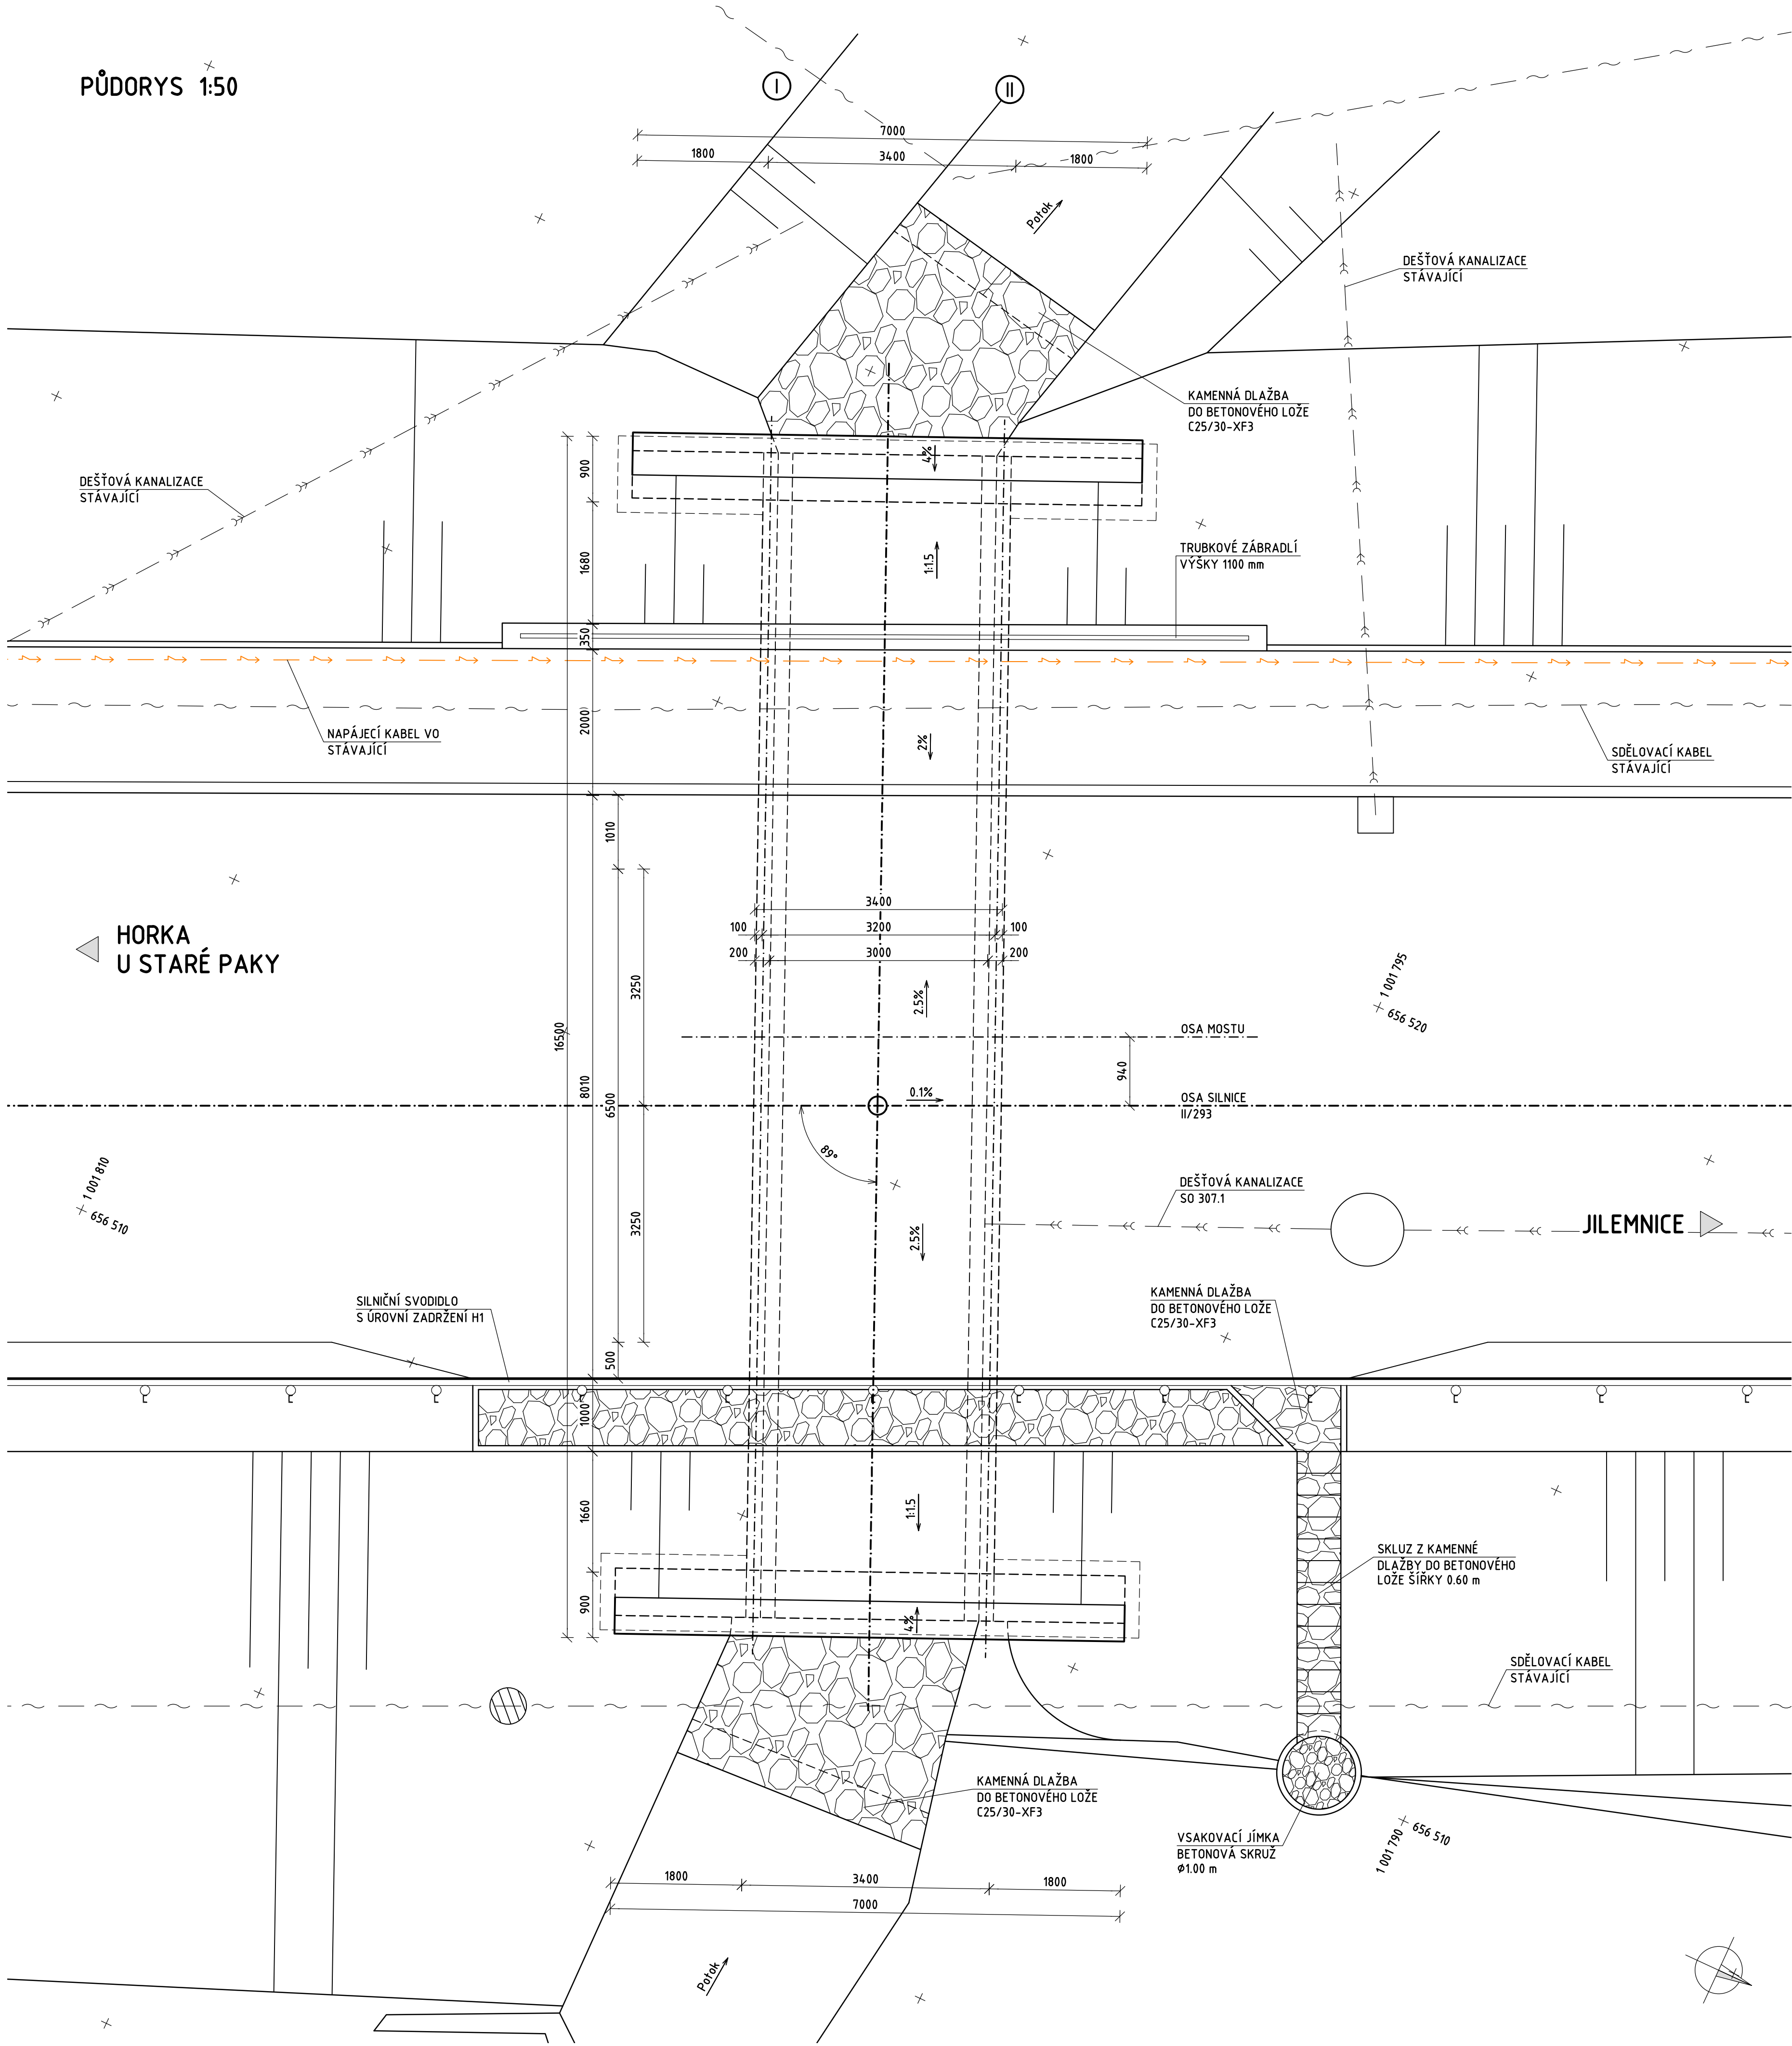 PŮDORYS 1:50
I
II
7000
1800
3400
1800
Potok
DEŠŤOVÁ KANALIZACE
STÁVAJÍCÍ
KAMENNÁ DLAŽBA
DO BETONOVÉHO LOŽE
C25/30-XF3
DEŠŤOVÁ KANALIZACE
STÁVAJÍCÍ
900
4%
1680
1:1.5
TRUBKOVÉ ZÁBRADLÍ
VÝŠKY 1100 mm
350
NAPÁJECÍ KABEL VO
STÁVAJÍCÍ
2000
2%
SDĚLOVACÍ KABEL
STÁVAJÍCÍ
1010
HORKA
U STARÉ PAKY
3400
100
3200
100
200
3000
200
3250
2.5%
1 001 795
656 520
16500
OSA MOSTU
940
8010
6500
0.1%
OSA SILNICE
II/293
89°
1 001 810
656 510
DEŠŤOVÁ KANALIZACE
SO 307.1
3250
2.5%
JILEMNICE
SILNIČNÍ SVODIDLO
S ÚROVNÍ ZADRŽENÍ H1
KAMENNÁ DLAŽBA
DO BETONOVÉHO LOŽE
C25/30-XF3
500
1000
1660
1:1.5
SKLUZ Z KAMENNÉ
DLAŽBY DO BETONOVÉHO
LOŽE ŠÍŘKY 0.60 m
900
4%
SDĚLOVACÍ KABEL
STÁVAJÍCÍ
KAMENNÁ DLAŽBA
DO BETONOVÉHO LOŽE
C25/30-XF3
VSAKOVACÍ JÍMKA
BETONOVÁ SKRUŽ
Ø1.00 m
1 001 790
656 510
1800
3400
1800
7000
Potok